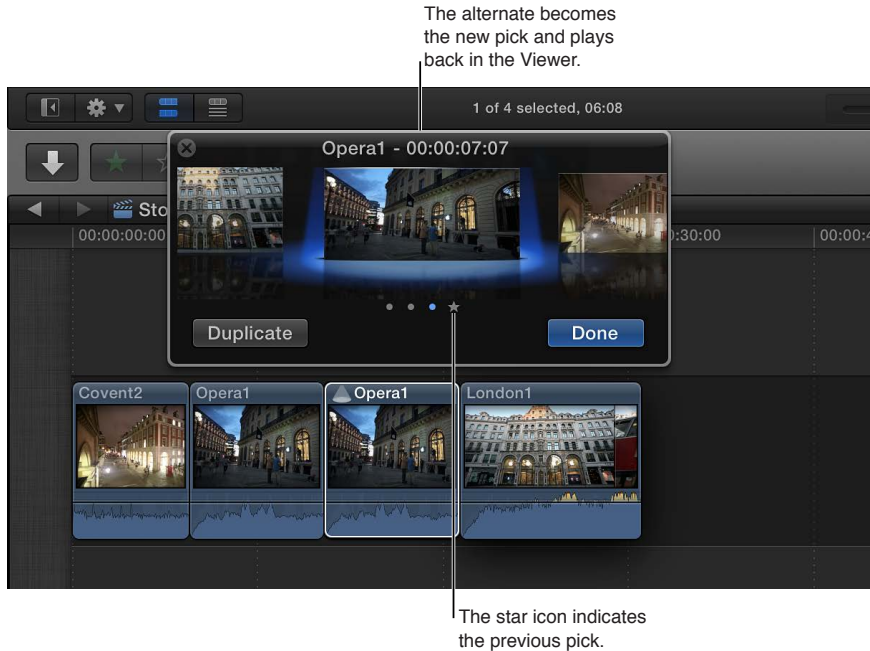 The alternate becomes
the new pick and plays
back in the Viewer.
1 of 4 selected, 06:08
Opera1 - 00:00:07:07
Sto
00:00:00:00
0:30:00
00:00:4
Duplicate
Done
Covent2
Opera1
Opera1
London1
The star icon indicates
the previous pick.